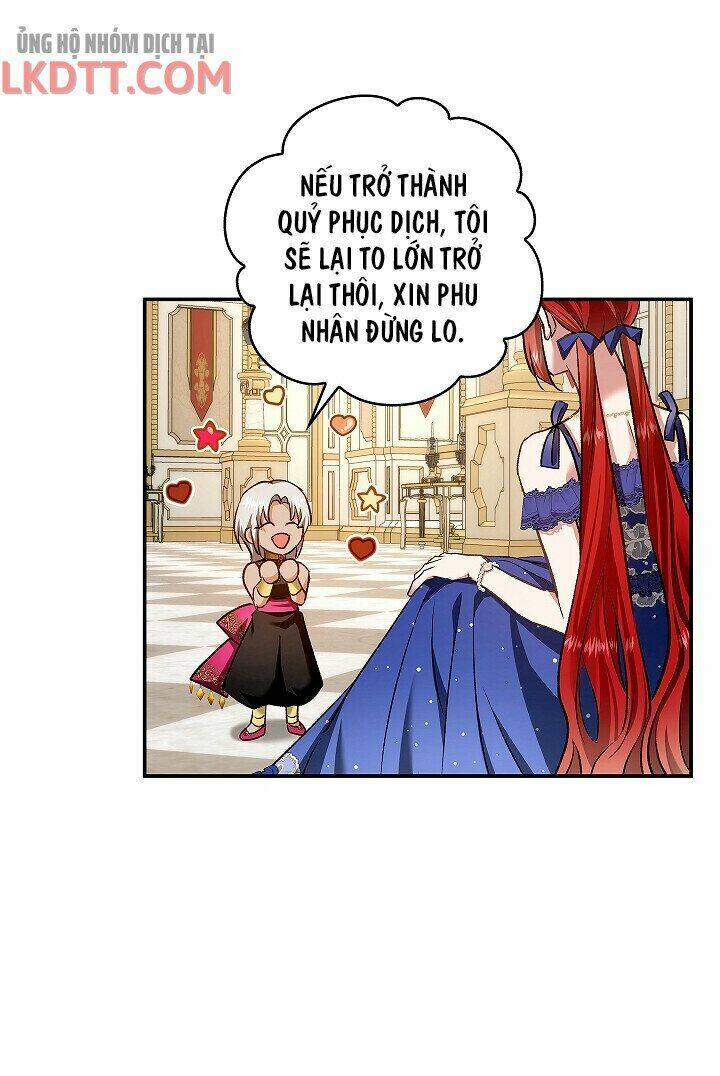 ỦNG HỘ NHÓM DỊCH TẠI
LKDTT.COM
NẾU TRỞ THÀNH
QUỶ PHỤC DỊCH, TÔI
SẼ LẠI TO LỚN TRỞ
LẠI THÔI, XIN PHU
NHÂN ĐỪNG LO.